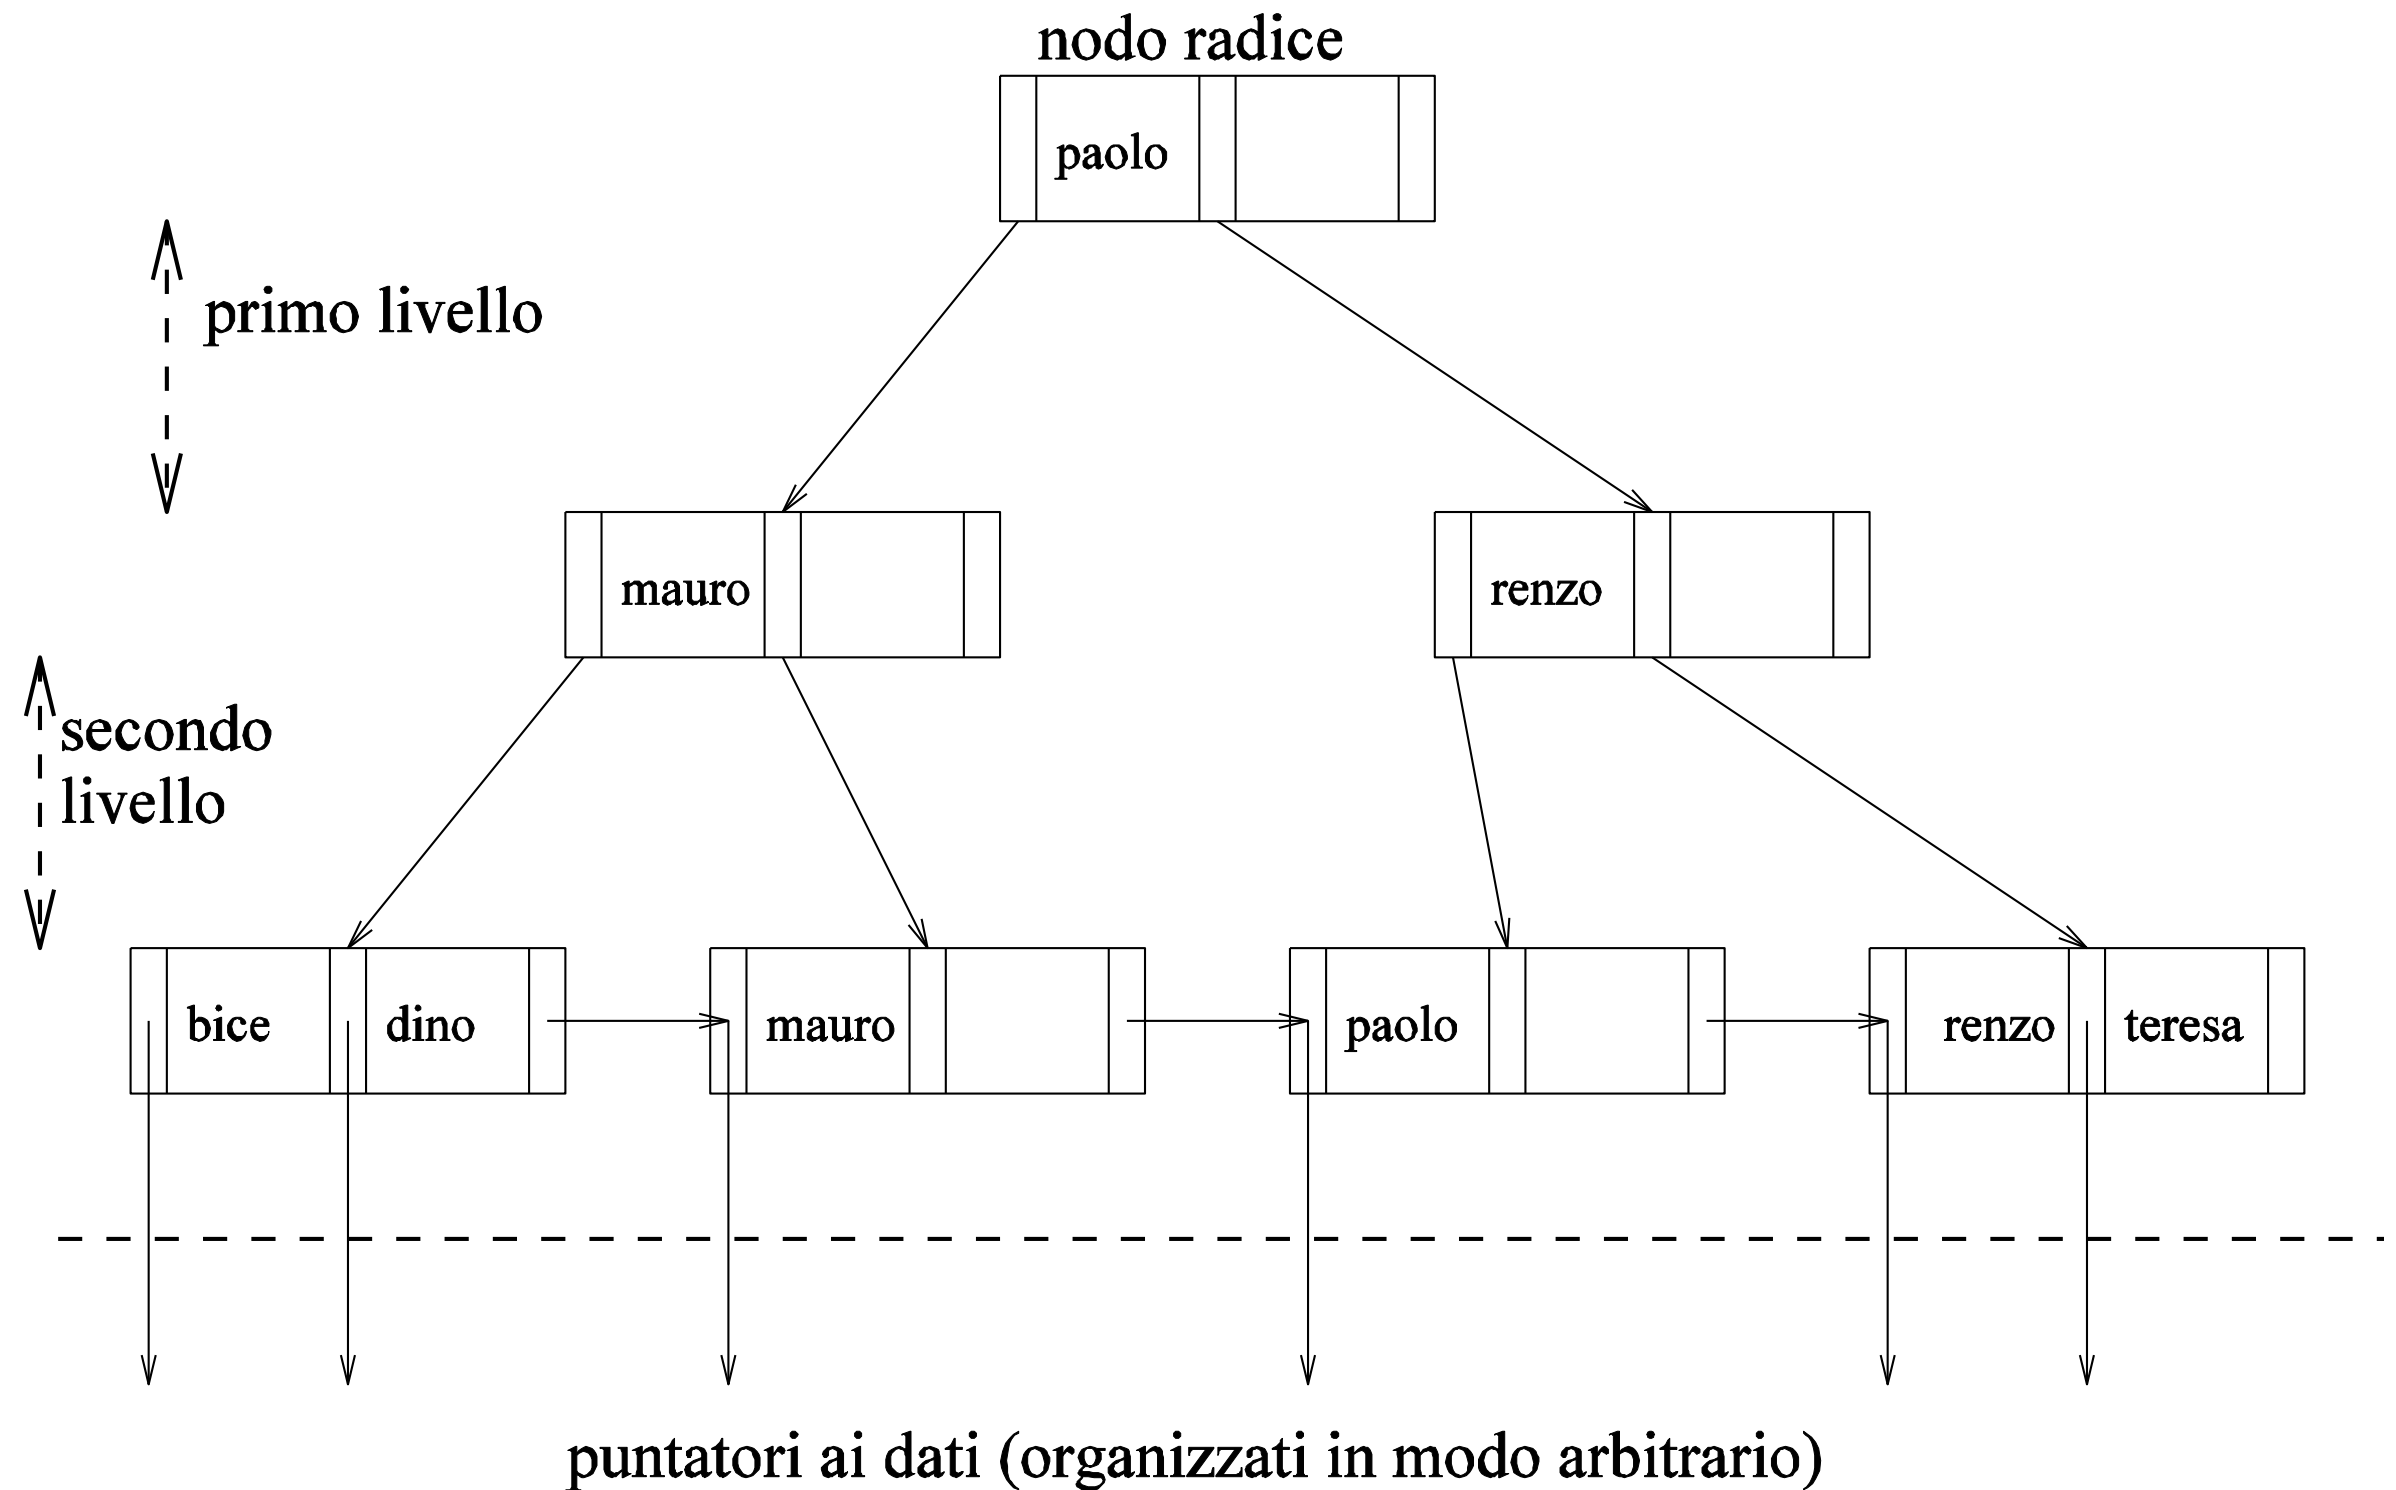 nodo radice
paolo
primo livello
mauro
renzo
secondo
livello
bice dino mauro paolo renzo teresa
puntatori ai dati (organizzati in modo arbitrario)